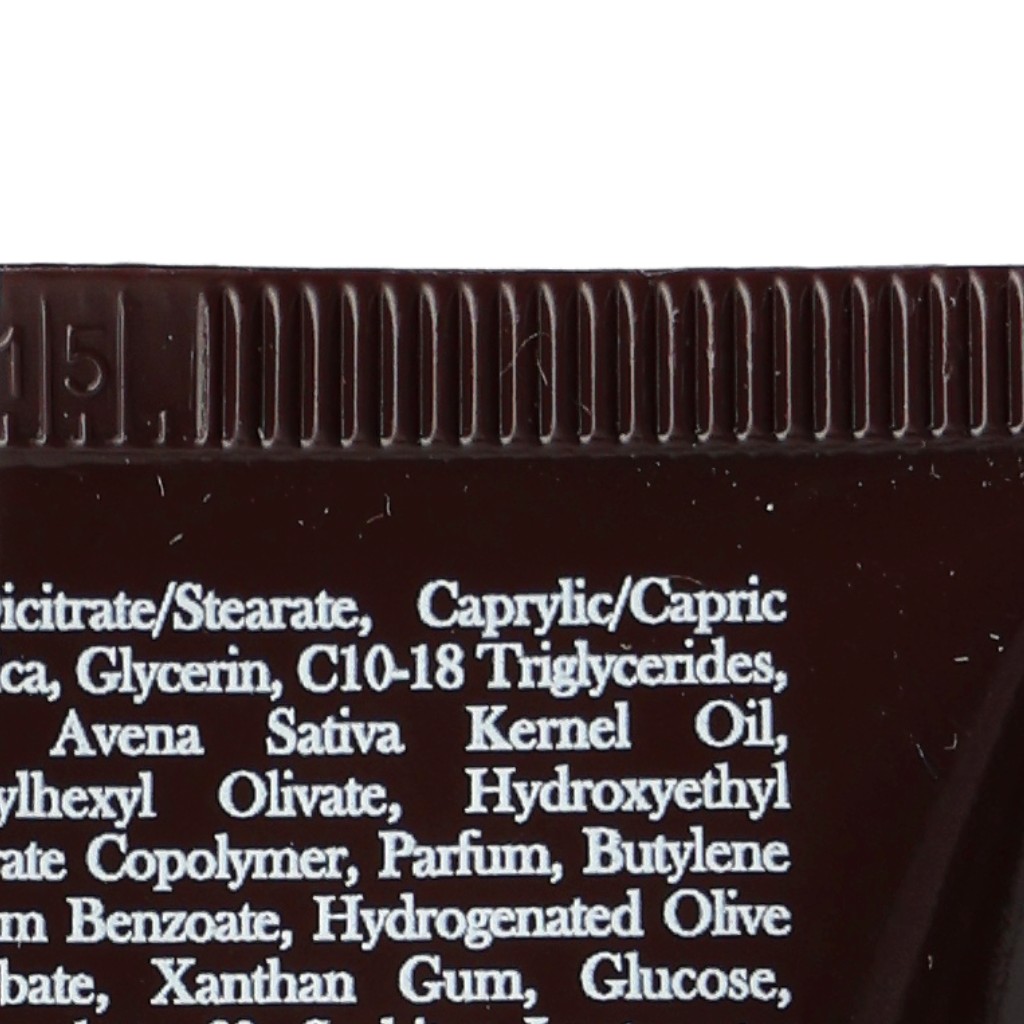 15
icitrate/Stearate, Caprylic/Capric
ca, Glycerin, C10-18 Triglycerides,
Avena Sativa Kernel Oil,
ylhexyl Olivate, Hydroxyethyl
ate Copolymer, Parfum, Butylene
m Benzoate, Hydrogenated Olive
bate, Xanthan Gum, Glucose,